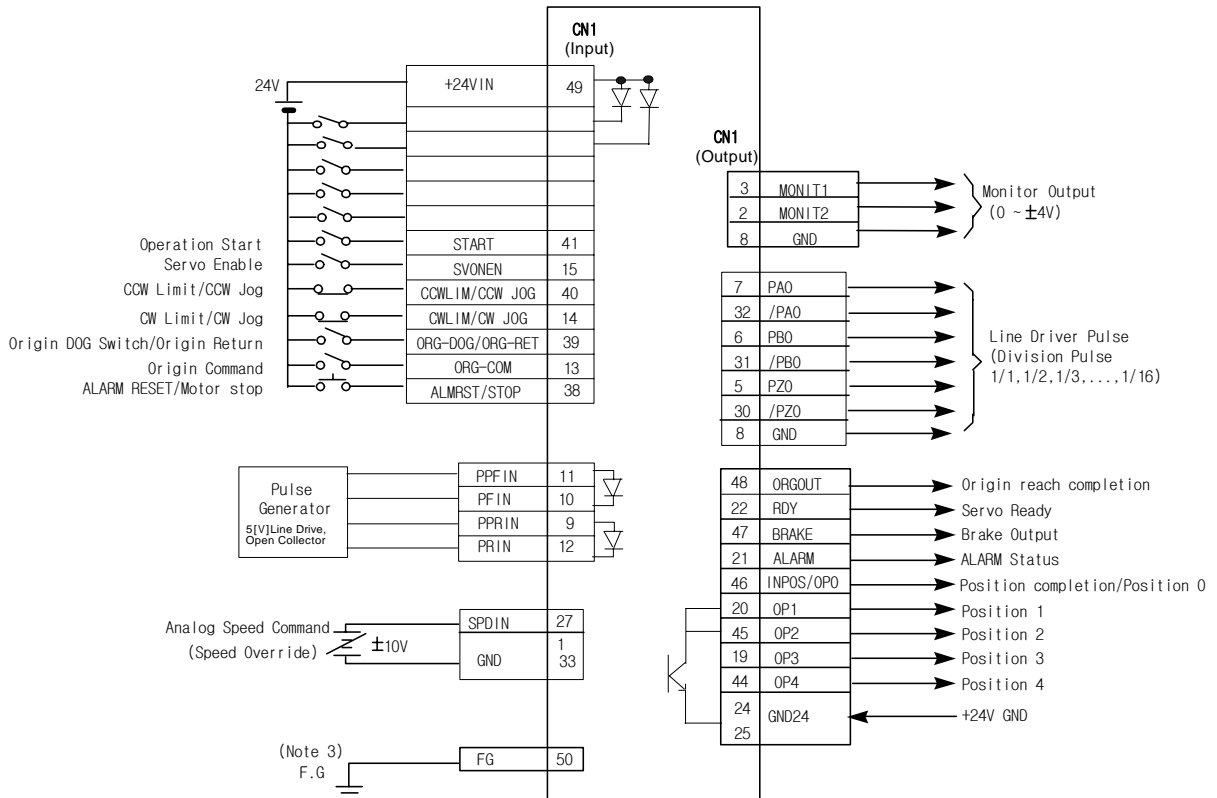 CN1
(Input)
24V
+24VIN 49
Operation Start START 41
Servo Enable SVONEN 15
CCW Limit/CCW Jog CCWLIM/CCW JOG 40
CW Limit/CW Jog CWLIM/CW JOG 14
Origin DOG Switch/Origin Return ORG-DOG/ORG-RET 39
Origin Command ORG-COM 13
ALARM RESET/Motor stop ALMRST/STOP 38
Pulse
Generator
5[V]Line Drive,
Open Collector
PPFIN 11
PFIN 10
PPRIN 9
PRIN 12
Analog Speed Command
(Speed Override)
±10V
SPDIN 27
GND 1
33
(Note 3)
F.G
FG 50
CN1
(Output)
3 MONIT1
2 MONIT2
8 GND
Monitor Output
(0 ~ ±4V)
7 PAO
32 /PAO
6 PBO
31 /PBO
5 PZO
30 /PZO
8 GND
Line Driver Pulse
(Division Pulse
1/1,1/2,1/3,...,1/16)
48 ORGOUT Origin reach completion
22 RDY Servo Ready
47 BRAKE Brake Output
21 ALARM ALARM Status
46 INPOS/OP0 Position completion/Position 0
20 OP1 Position 1
45 OP2 Position 2
19 OP3 Position 3
44 OP4 Position 4
24
25
GND24 +24V GND